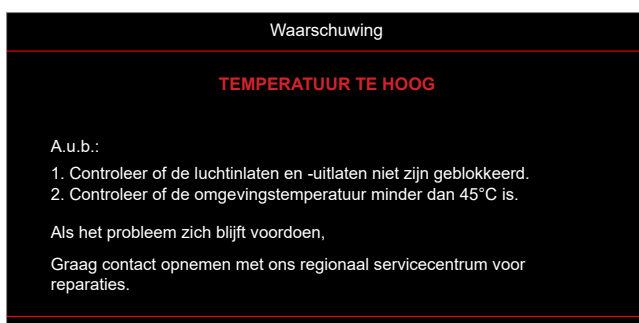 Waarschuwing
TEMPERATUUR TE HOOG
A.u.b.:
1. Controleer of de luchtinlaten en -uitlaten niet zijn geblokkeerd.
2. Controleer of de omgevingstemperatuur minder dan 45°C is.
Als het probleem zich blijft voordoen,
Graag contact opnemen met ons regionaal servicecentrum voor
reparaties.